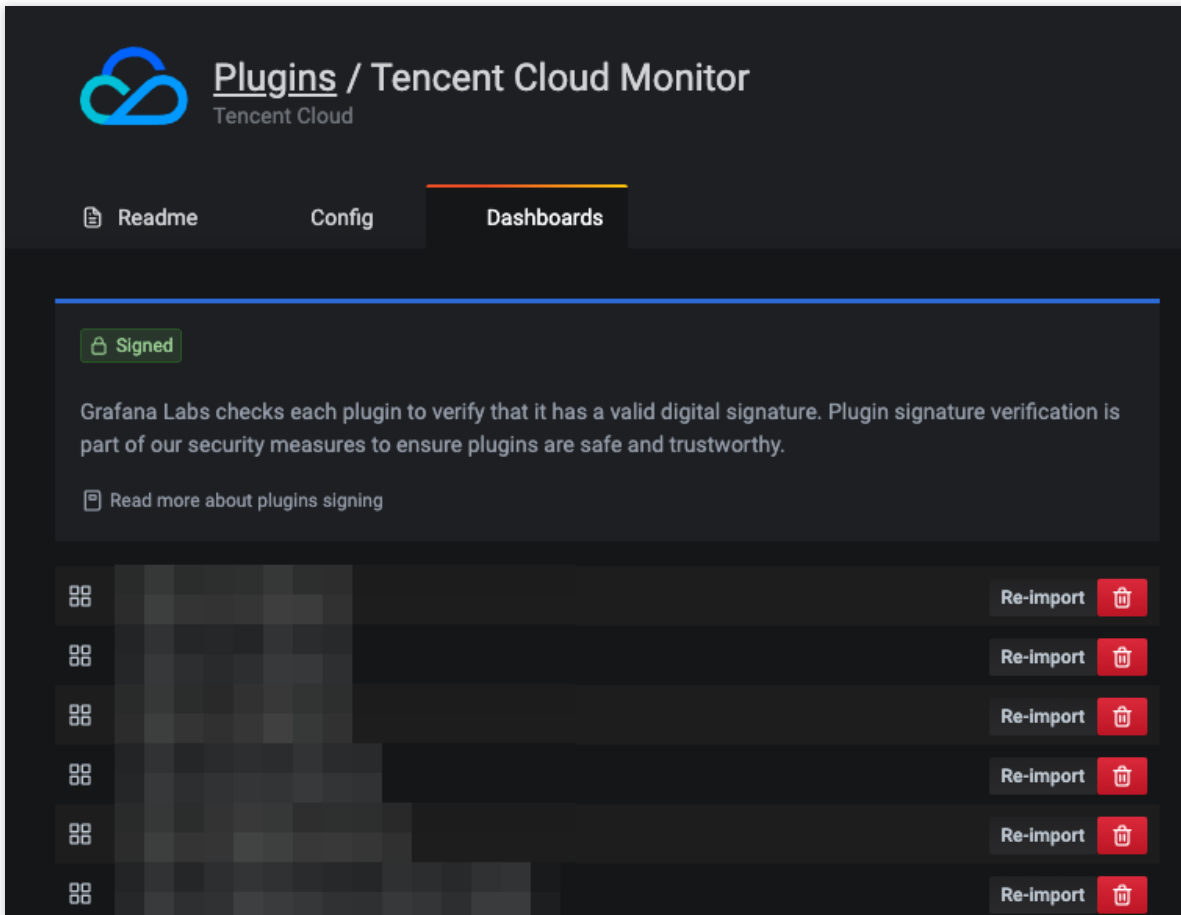 Plugins / Tencent Cloud Monitor
Tencent Cloud
Readme Config Dashboards
Signed
Grafana Labs checks each plugin to verify that it has a valid digital signature. Plugin signature verification is
part of our security measures to ensure plugins are safe and trustworthy.
Read more about plugins signing
Re-import
Re-import
Re-import
Re-import
Re-import
Re-import